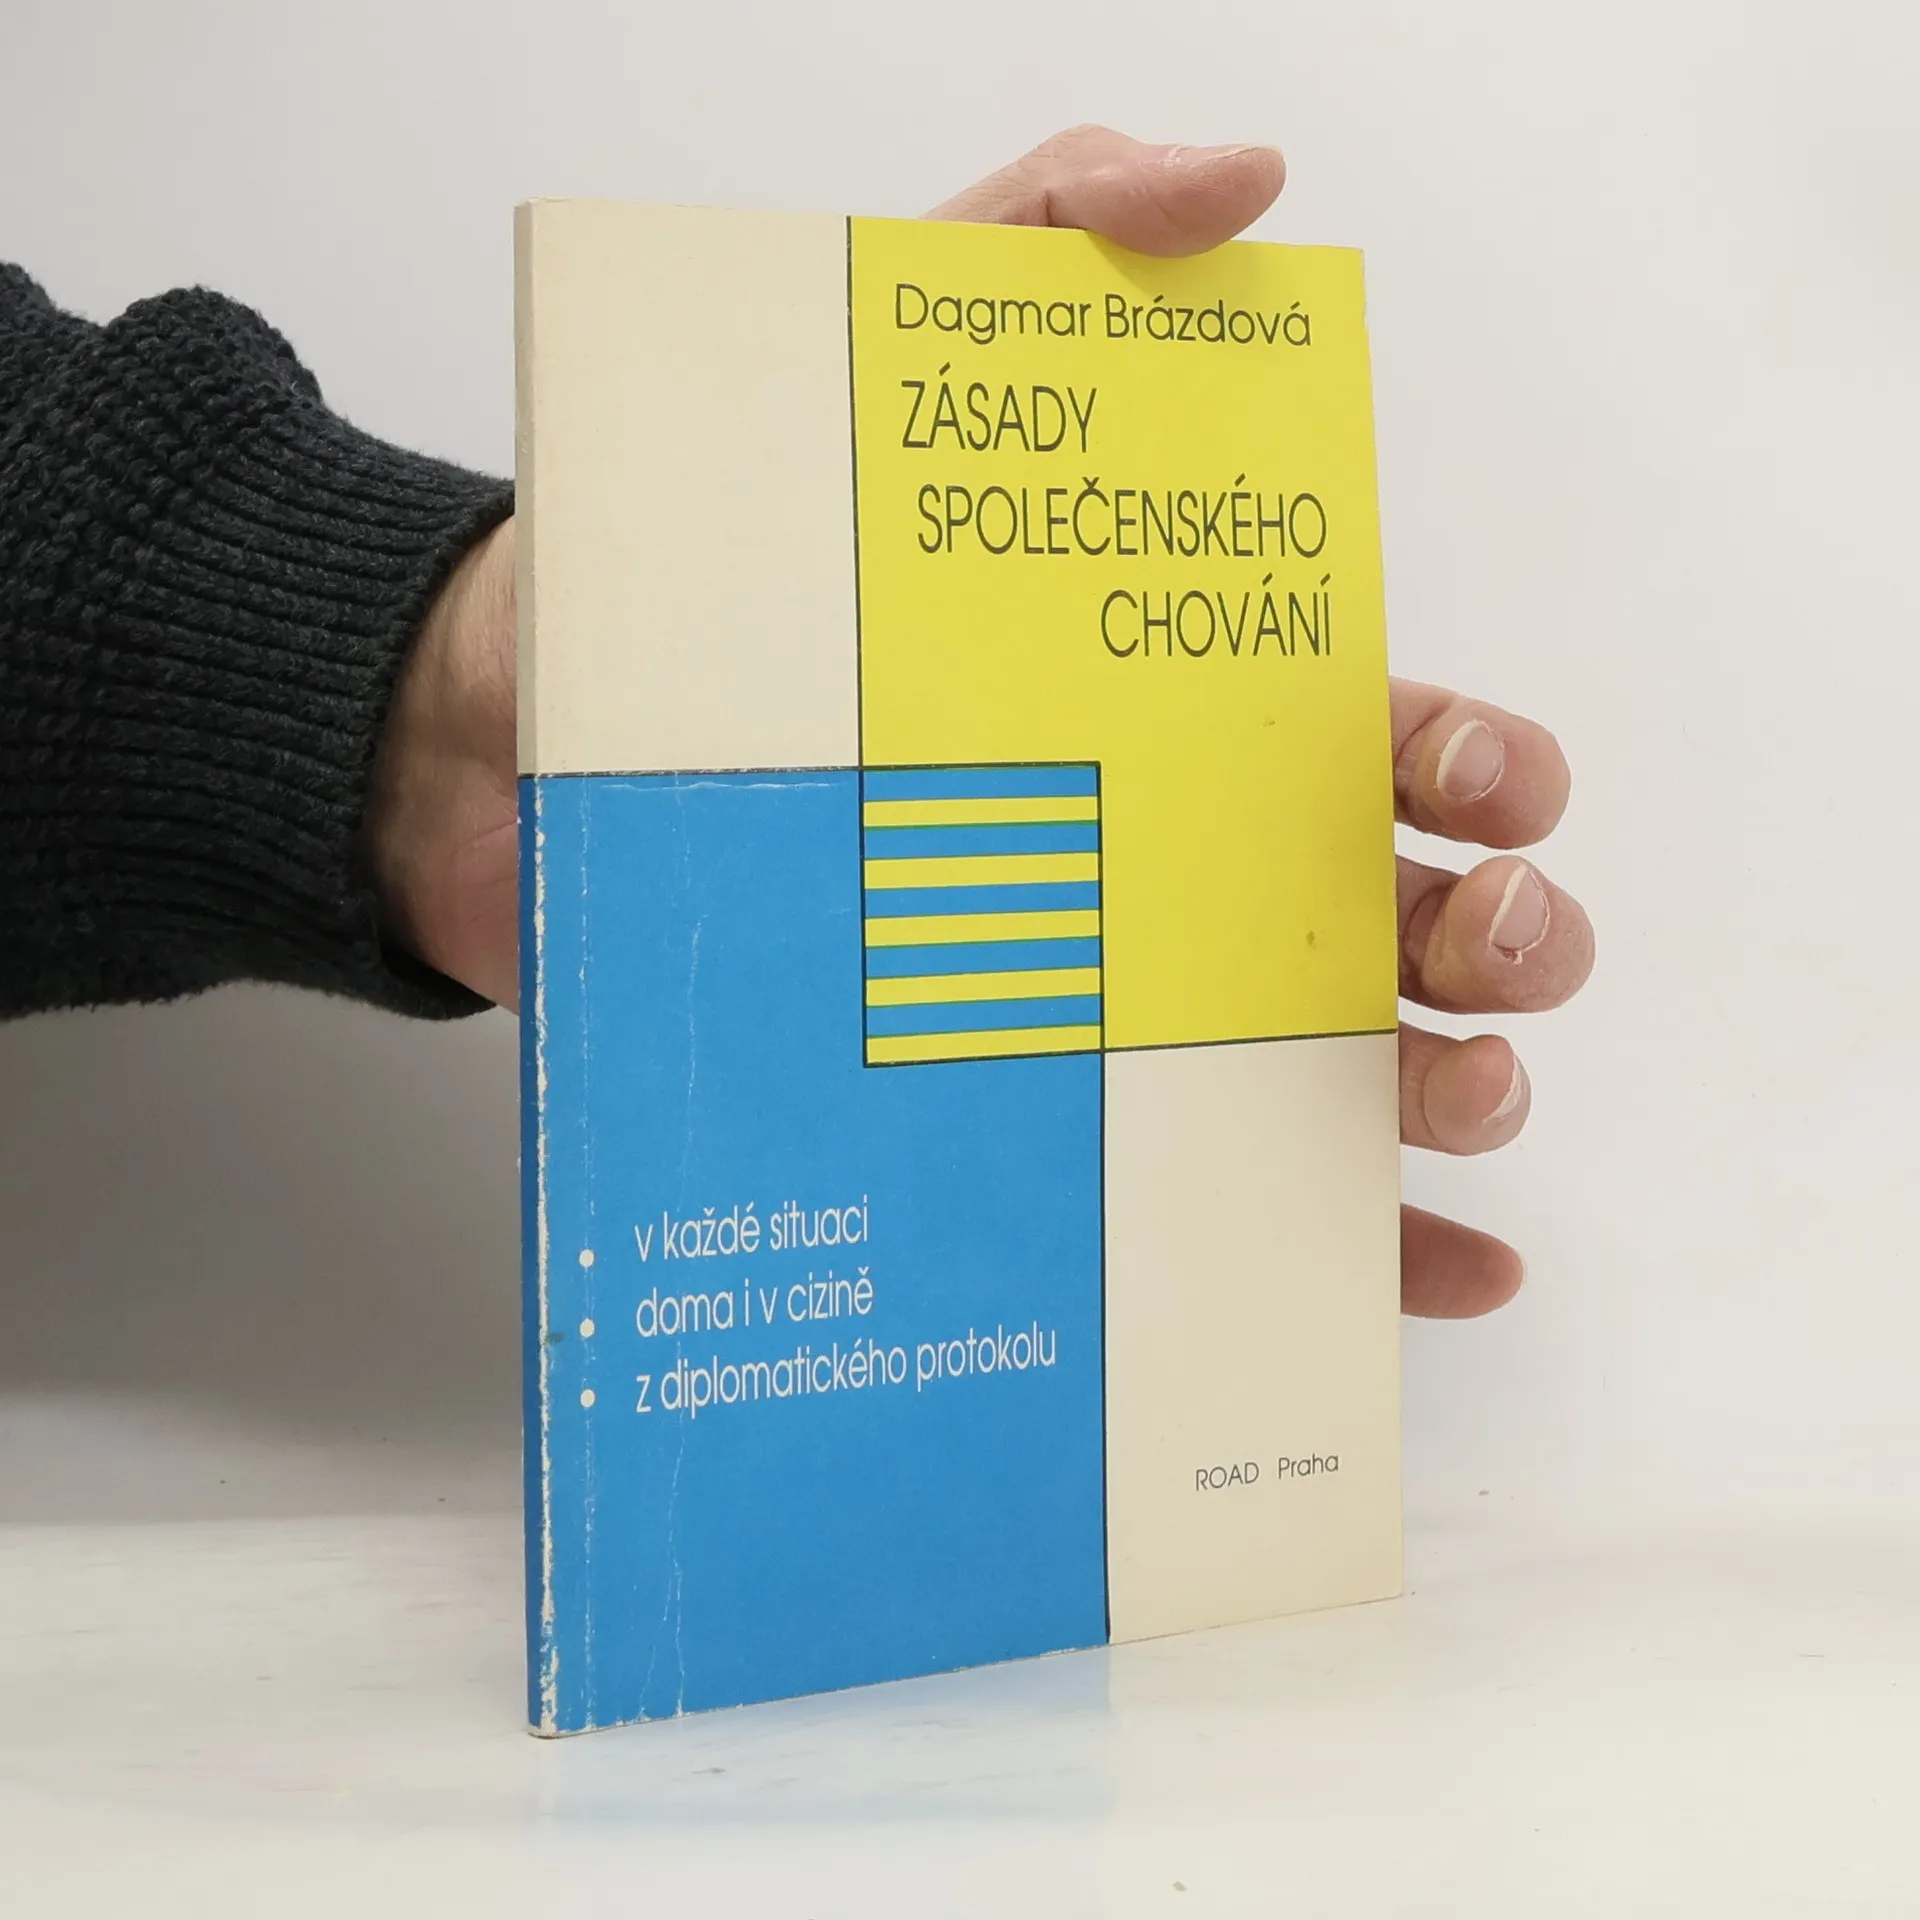 Dagmar Brázdová
ZÁSADY
SPOLEČENSKÉHO
CHOVÁNÍ
• v každé situaci
• doma i v cizině
• z diplomatického protokolu
ROAD Praha